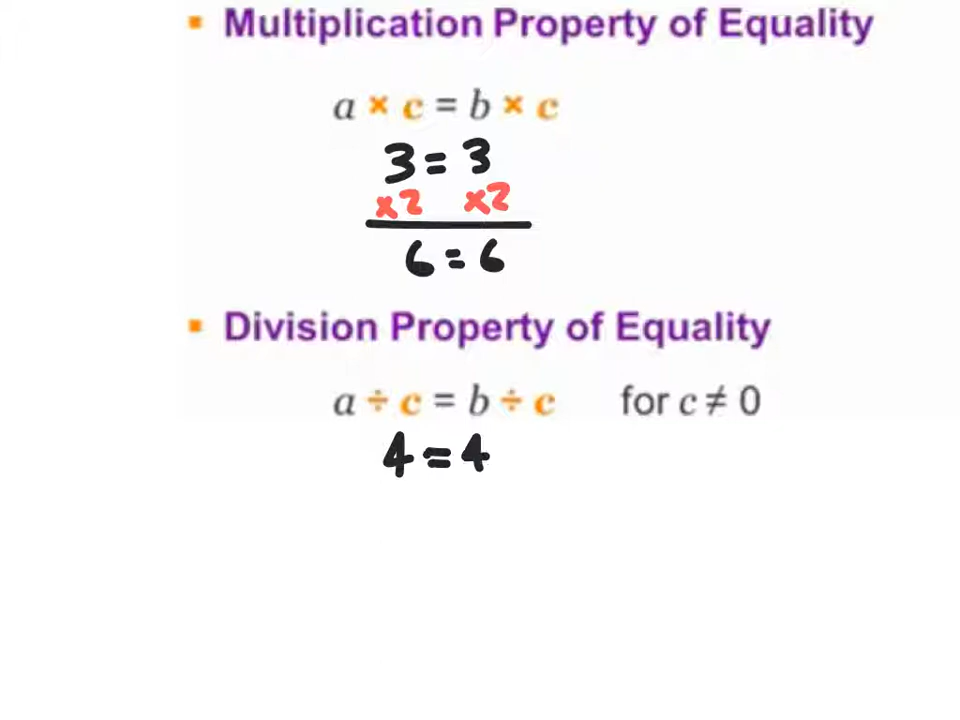 ▪ Multiplication Property of Equality
a × c = b × c
3 = 3
×2 ×2
6 = 6
▪ Division Property of Equality
a ÷ c = b ÷ c for c ≠ 0
4 = 4